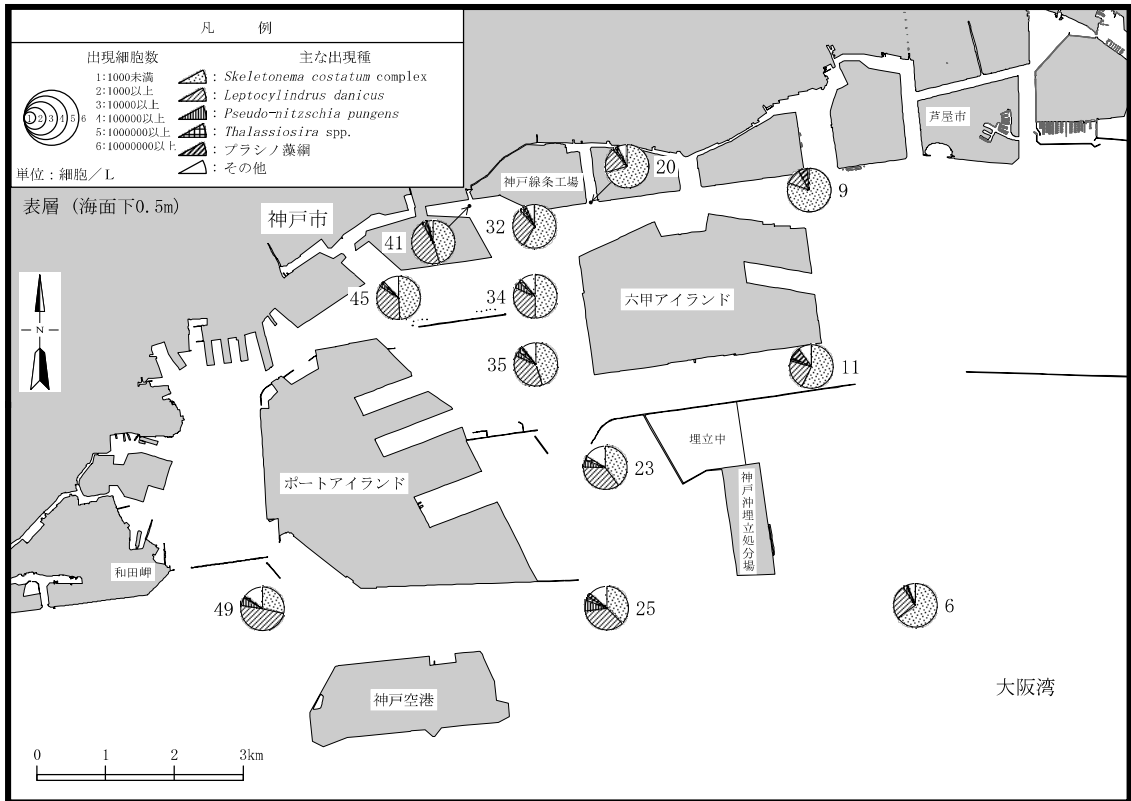 凡 例
出現細胞数
1:1000未満
2:1000以上
3:10000以上
4:100000以上
5:1000000以上
6:10000000以上
1 2 3 4 5 6
単位：細胞／L
主な出現種
: Skeletonema costatum complex
: Leptocylindrus danicus
: Pseudo-nitzschia pungens
: Thalassiosira spp.
: プラシノ藻綱
: その他
表層 (海面下0.5m)
芦屋市
神戸線条工場
20
9
神戸市
32
41
N
45
34
六甲アイランド
35
11
埋立中
23
ポートアイランド
神戸沖埋立処分場
和田岬
49
25
6
大阪湾
神戸空港
0 1 2 3km